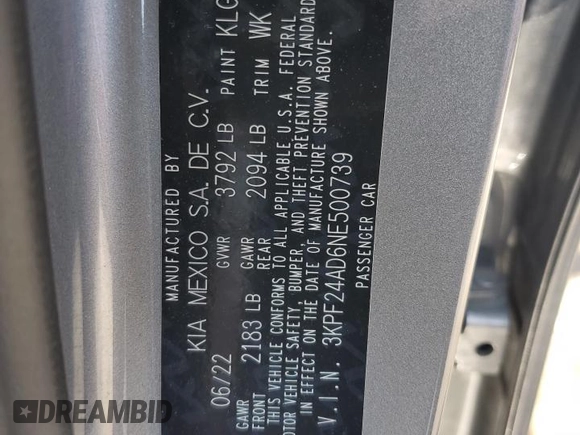 MANUFACTURED BY
KIA MEXICO S.A. DE C.V.
06/22 GVWR 3792 LB PAINT KLG
GAWR FRONT 2183 LB GAWR REAR 2094 LB TRIM WK
THIS VEHICLE CONFORMS TO ALL APPLICABLE U.S.A. FEDERAL
MOTOR VEHICLE SAFETY, BUMPER, AND THEFT PREVENTION STANDARDS
IN EFFECT ON THE DATE OF MANUFACTURE SHOWN ABOVE.
V.I.N. 3KPF24AD6NE500739
PASSENGER CAR
DREAMBID